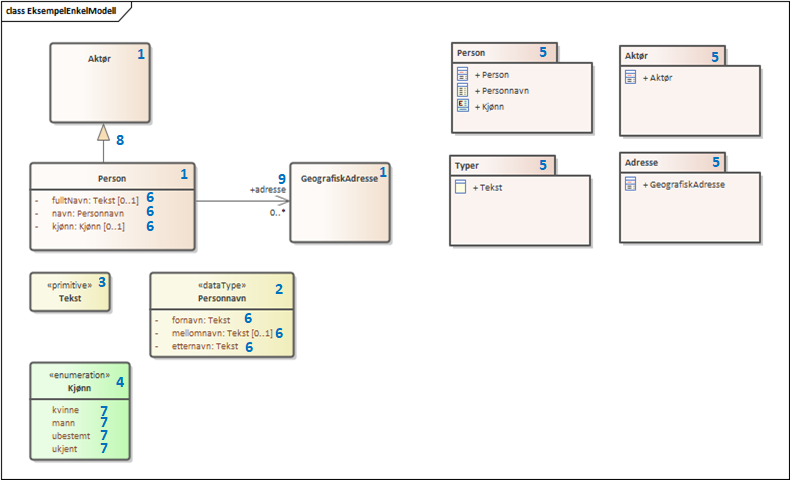 class EksempelEnkelModell
Aktør 1
8
Person 1
- fulltNavn: Tekst [0..1] 6
- navn: Personnavn 6
- kjønn: Kjønn [0..1] 6
9
+adresse
0..*
GeografiskAdresse 1
«primitive» 3
Tekst
«dataType»
Personnavn 2
- fornavn: Tekst 6
- mellomnavn: Tekst [0..1] 6
- etternavn: Tekst 6
«enumeration» 4
Kjønn
kvinne 7
mann 7
ubestemt 7
ukjent 7
Person 5
+ Person
+ Personnavn
E + Kjønn
Aktør 5
+ Aktør
Typer 5
+ Tekst
Adresse 5
+ GeografiskAdresse